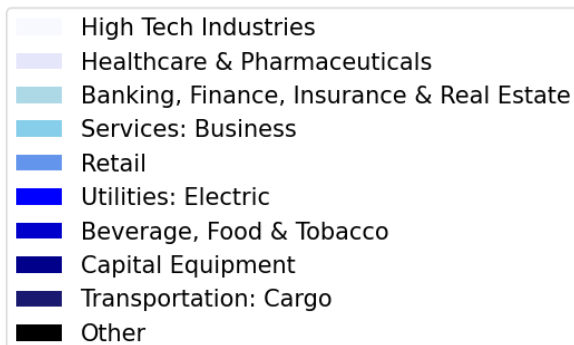 High Tech Industries
Healthcare & Pharmaceuticals
Banking, Finance, Insurance & Real Estate
Services: Business
Retail
Utilities: Electric
Beverage, Food & Tobacco
Capital Equipment
Transportation: Cargo
Other